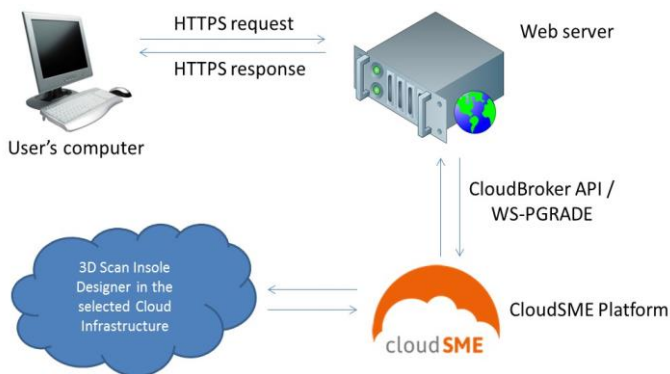 HTTPS request
HTTPS response
Web server
User's computer
CloudBroker API /
WS-PGRADE
3D Scan Insole
Designer in the
selected Cloud
Infrastructure
cloudSME
CloudSME Platform